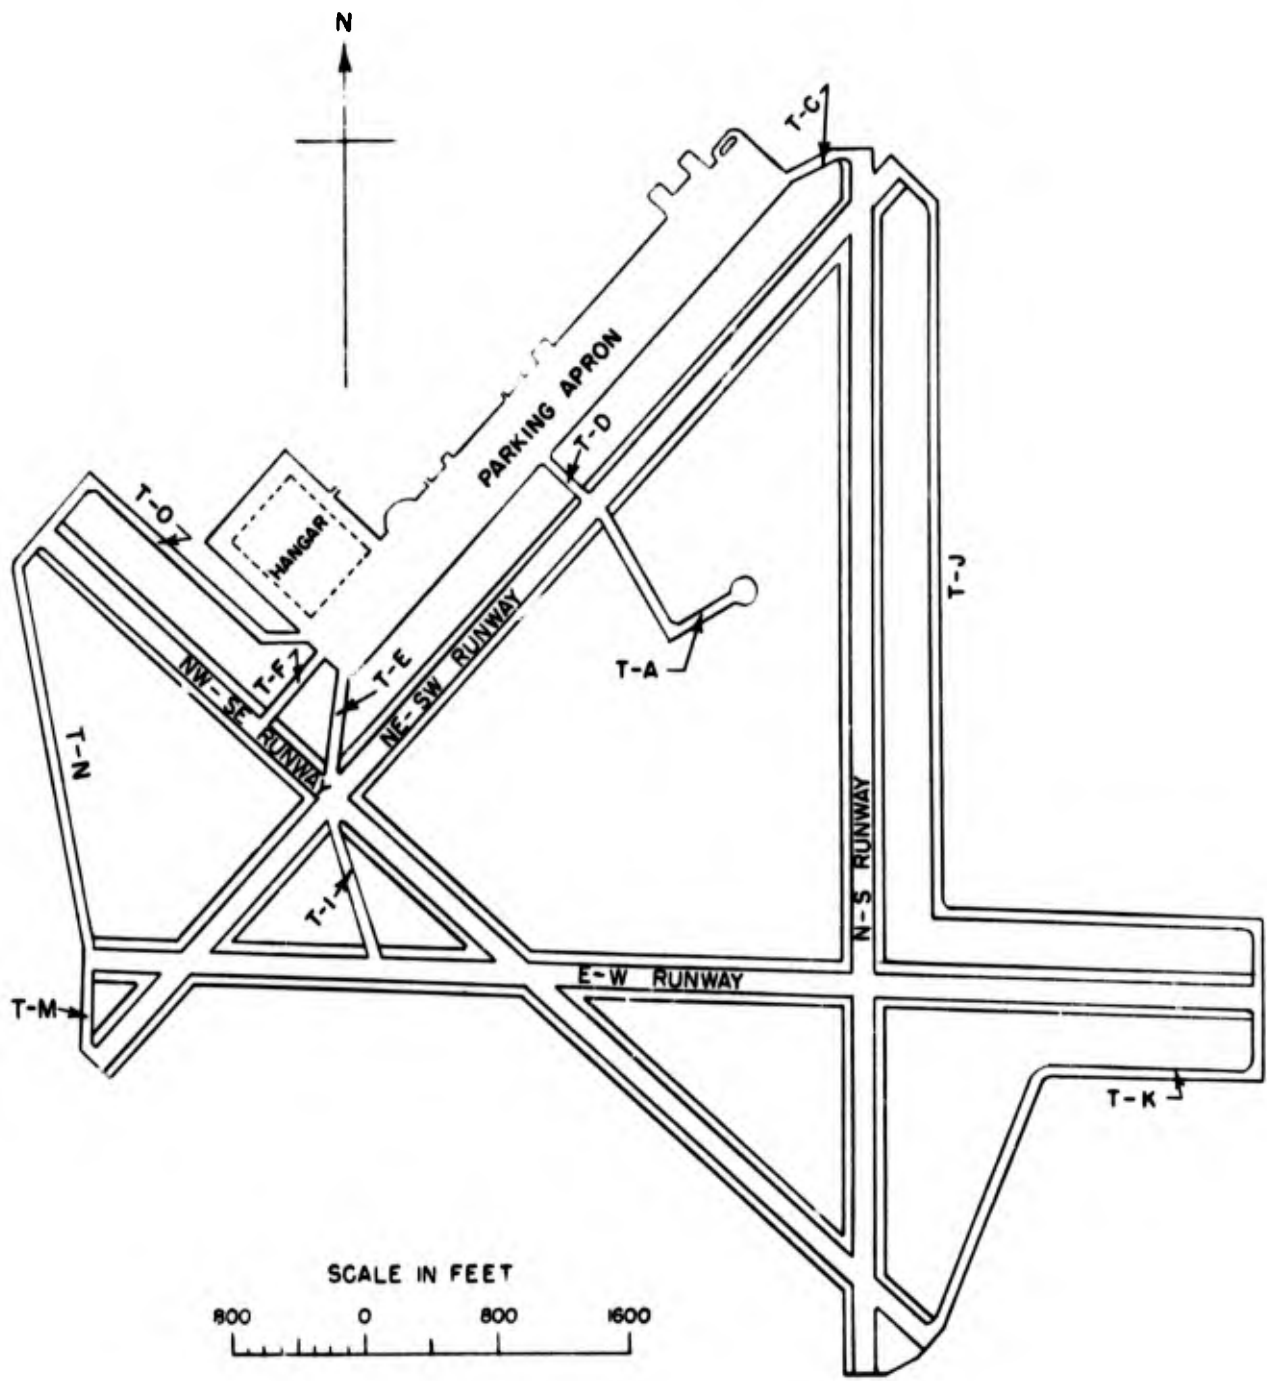 N
T-C
PARKING APRON
T-D
T-O
HANGAR
T-J
NE-SW RUNWAY
T-A
T-F
T-E
NW-SE RUNWAY
T-N
N-S RUNWAY
T-I
E-W RUNWAY
T-M
T-K
SCALE IN FEET
800 0 800 1600